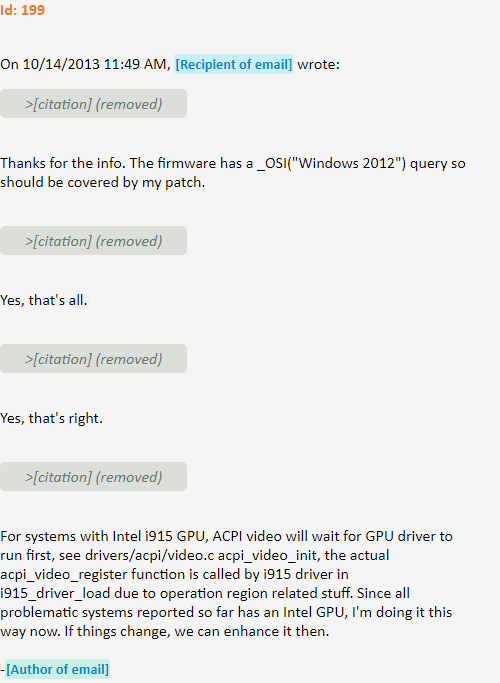 Id: 199
On 10/14/2013 11:49 AM, [Recipient of email] wrote:
>[citation] (removed)
Thanks for the info. The firmware has a _OSI("Windows 2012") query so
should be covered by my patch.
>[citation] (removed)
Yes, that's all.
>[citation] (removed)
Yes, that's right.
>[citation] (removed)
For systems with Intel i915 GPU, ACPI video will wait for GPU driver to
run first, see drivers/acpi/video.c acpi_video_init, the actual
acpi_video_register function is called by i915 driver in
i915_driver_load due to operation region related stuff. Since all
problematic systems reported so far has an Intel GPU, I'm doing it this
way now. If things change, we can enhance it then.
-[Author of email]